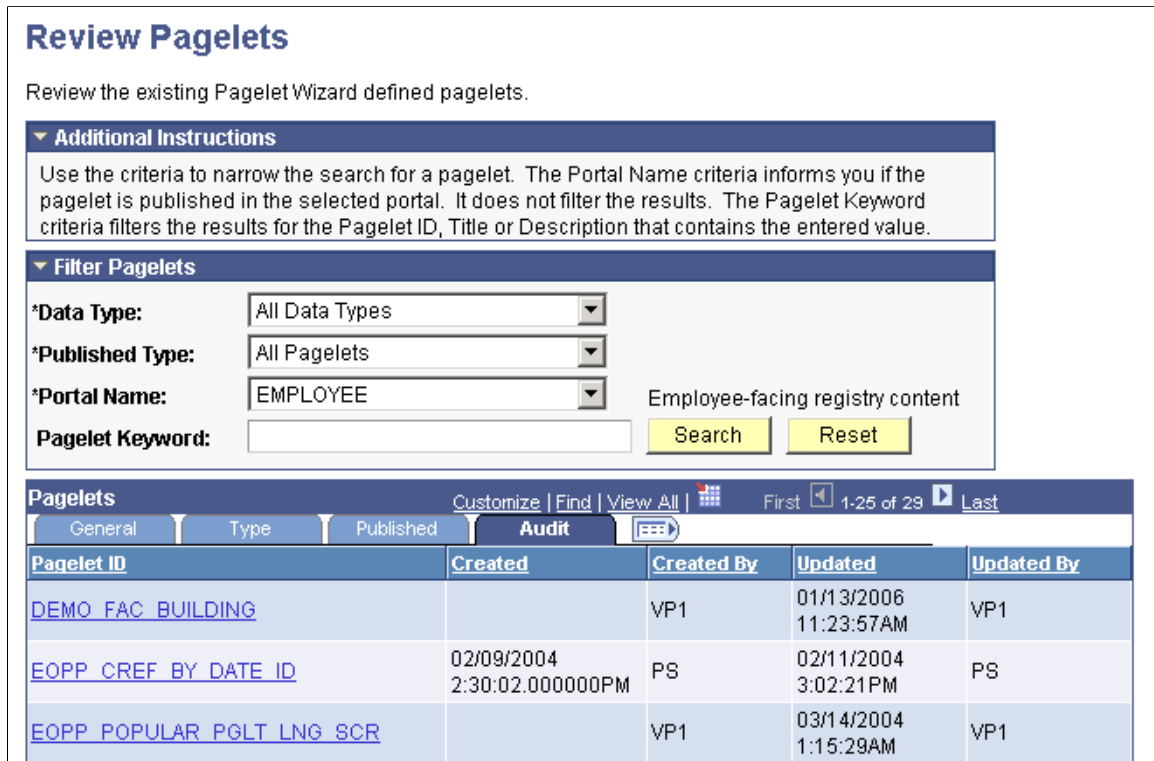 Review Pagelets
Review the existing Pagelet Wizard defined pagelets.
Additional Instructions
Use the criteria to narrow the search for a pagelet. The Portal Name criteria informs you if the
pagelet is published in the selected portal. It does not filter the results. The Pagelet Keyword
criteria filters the results for the Pagelet ID, Title or Description that contains the entered value.
Filter Pagelets
*Data Type: All Data Types
*Published Type: All Pagelets
*Portal Name: EMPLOYEE Employee-facing registry content
Pagelet Keyword: Search Reset
Pagelets Customize | Find | View All | First 1-25 of 29 Last
General Type Published Audit
Pagelet ID Created Created By Updated Updated By
DEMO_FAC_BUILDING VP1 01/13/2006 11:23:57AM VP1
EOPP_CREF_BY_DATE_ID 02/09/2004 2:30:02.000000PM PS 02/11/2004 3:02:21PM PS
EOPP_POPULAR_PGLT_LNG_SCR VP1 03/14/2004 1:15:29AM VP1